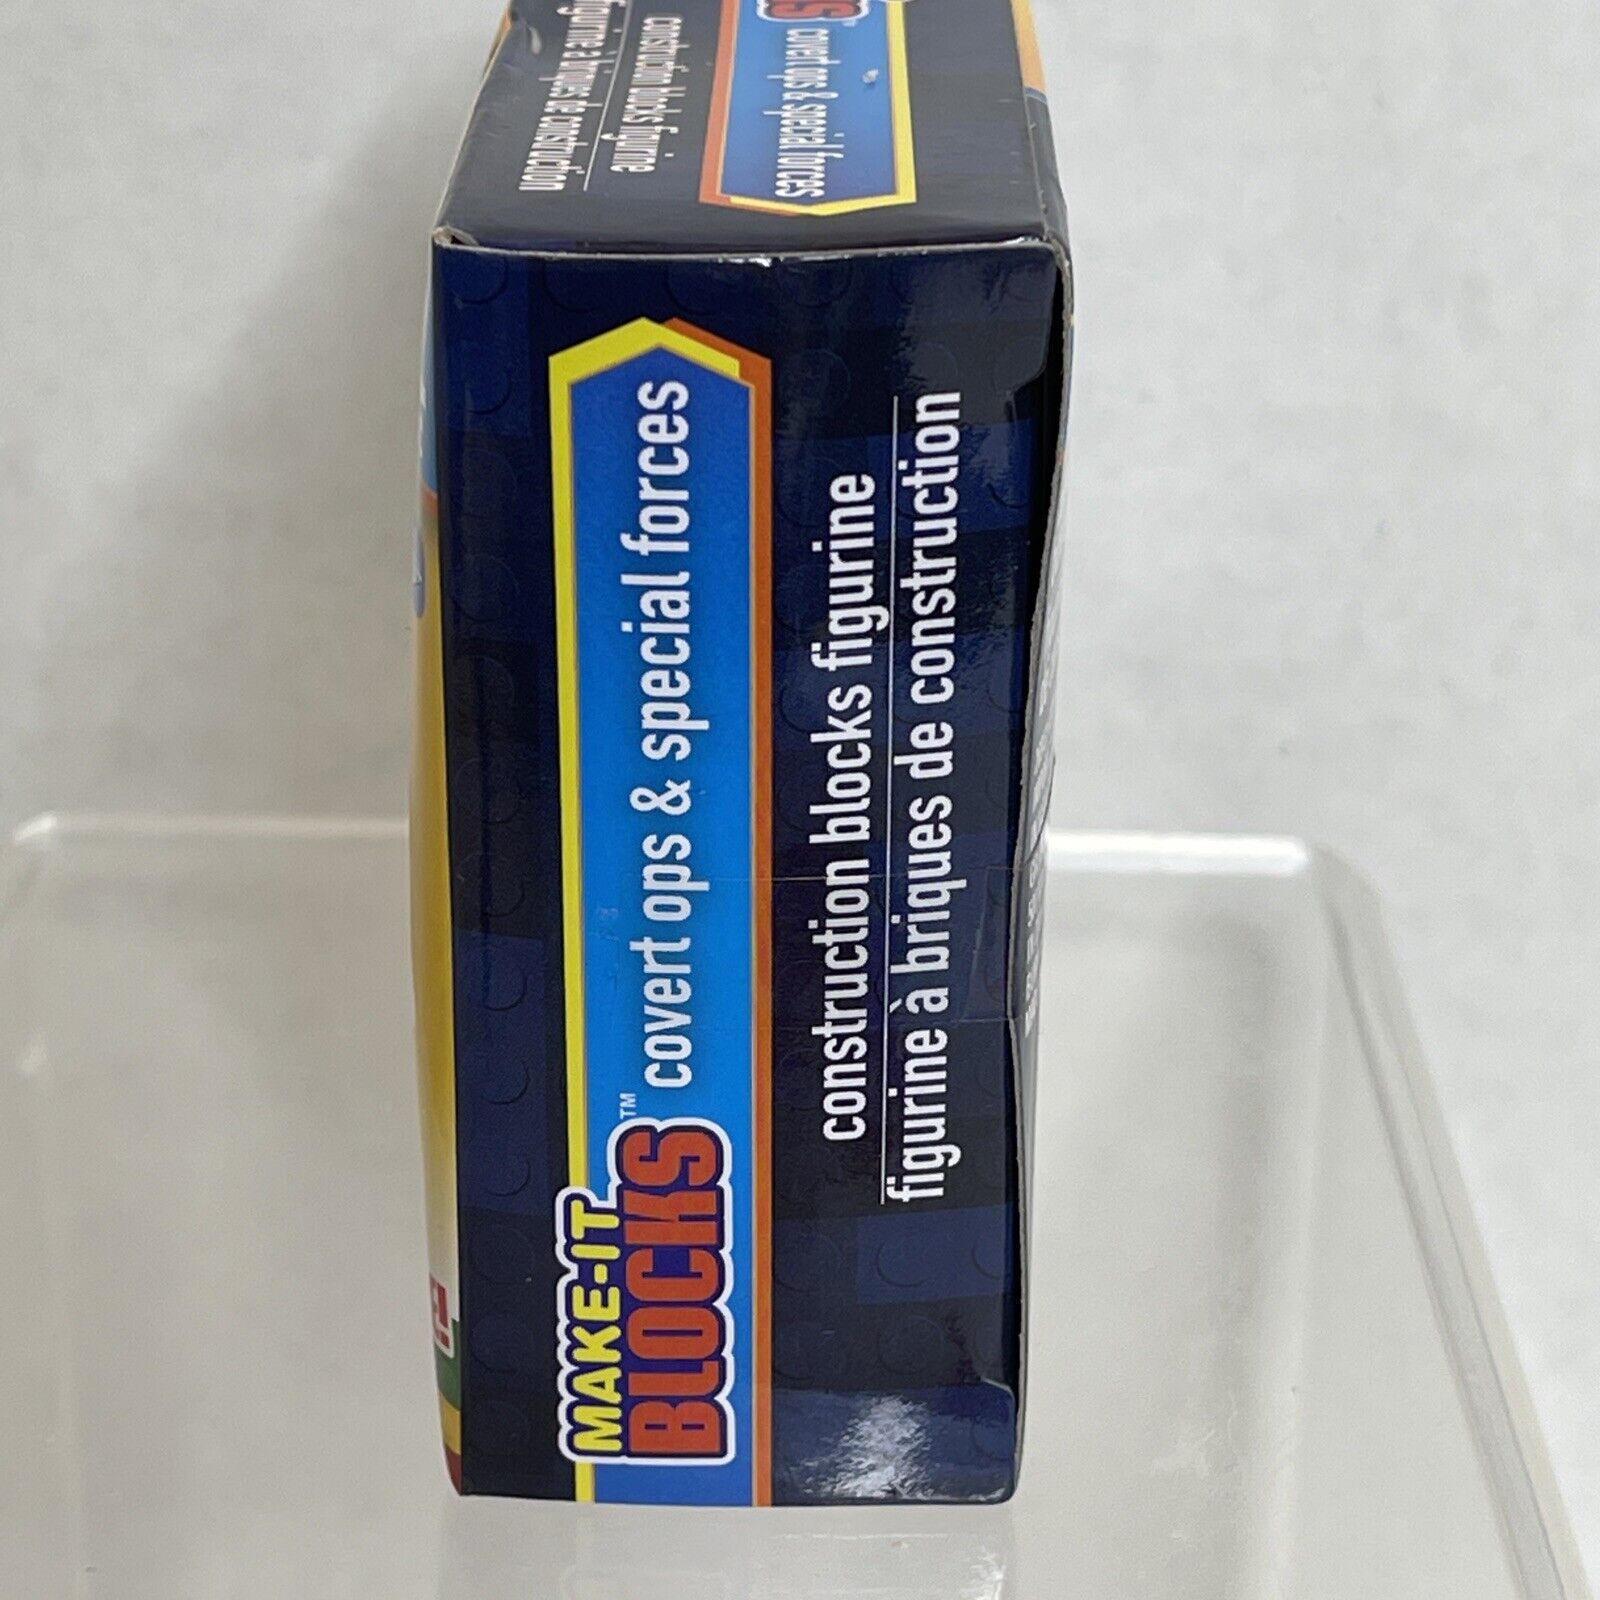 MAKE-IT
BLOCKS™ covert ops & special forces
construction blocks figurine
figurine à briques de construction
covert ops & special forces
construction blocks figurine
figurine à briques de construction